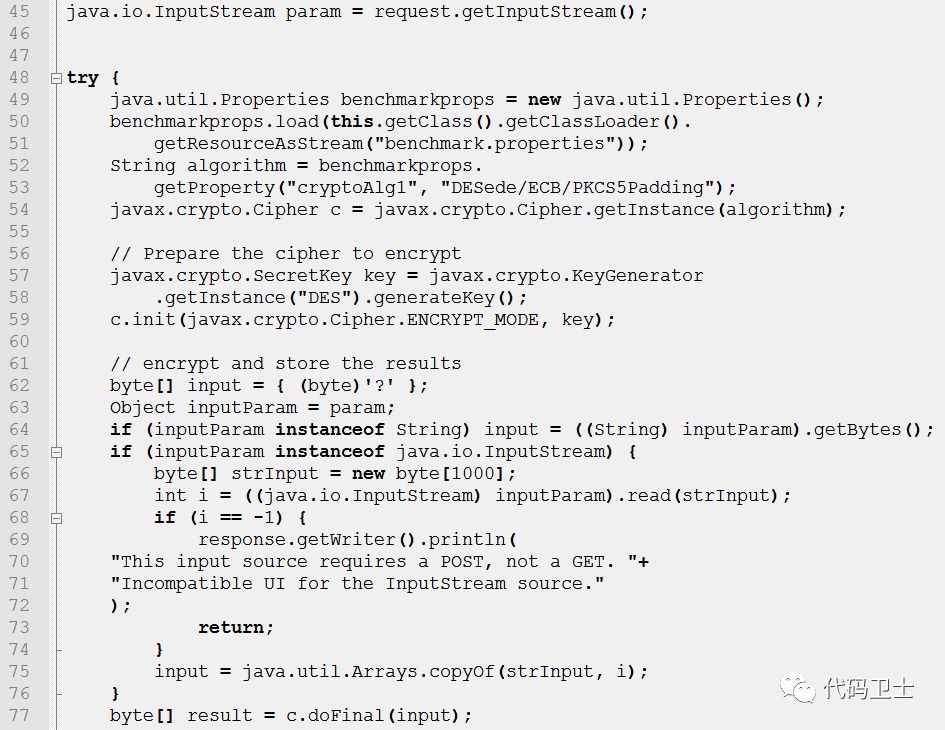 45 java.io.InputStream param = request.getInputStream();
46
47
48 try {
49     java.util.Properties benchmarkprops = new java.util.Properties();
50     benchmarkprops.load(this.getClass().getClassLoader().
51         getResourceAsStream("benchmark.properties"));
52     String algorithm = benchmarkprops.
53         getProperty("cryptoAlg1", "DESede/ECB/PKCS5Padding");
54     javax.crypto.Cipher c = javax.crypto.Cipher.getInstance(algorithm);
55
56     // Prepare the cipher to encrypt
57     javax.crypto.SecretKey key = javax.crypto.KeyGenerator
58         .getInstance("DES").generateKey();
59     c.init(javax.crypto.Cipher.ENCRYPT_MODE, key);
60
61     // encrypt and store the results
62     byte[] input = { (byte)'?' };
63     Object inputParam = param;
64     if (inputParam instanceof String) input = ((String) inputParam).getBytes();
65     if (inputParam instanceof java.io.InputStream) {
66         byte[] strInput = new byte[1000];
67         int i = ((java.io.InputStream) inputParam).read(strInput);
68         if (i == -1) {
69             response.getWriter().println(
70     "This input source requires a POST, not a GET. "+
71     "Incompatible UI for the InputStream source."
72     );
73             return;
74         }
75         input = java.util.Arrays.copyOf(strInput, i);
76     }
77     byte[] result = c.doFinal(input);
代码卫士